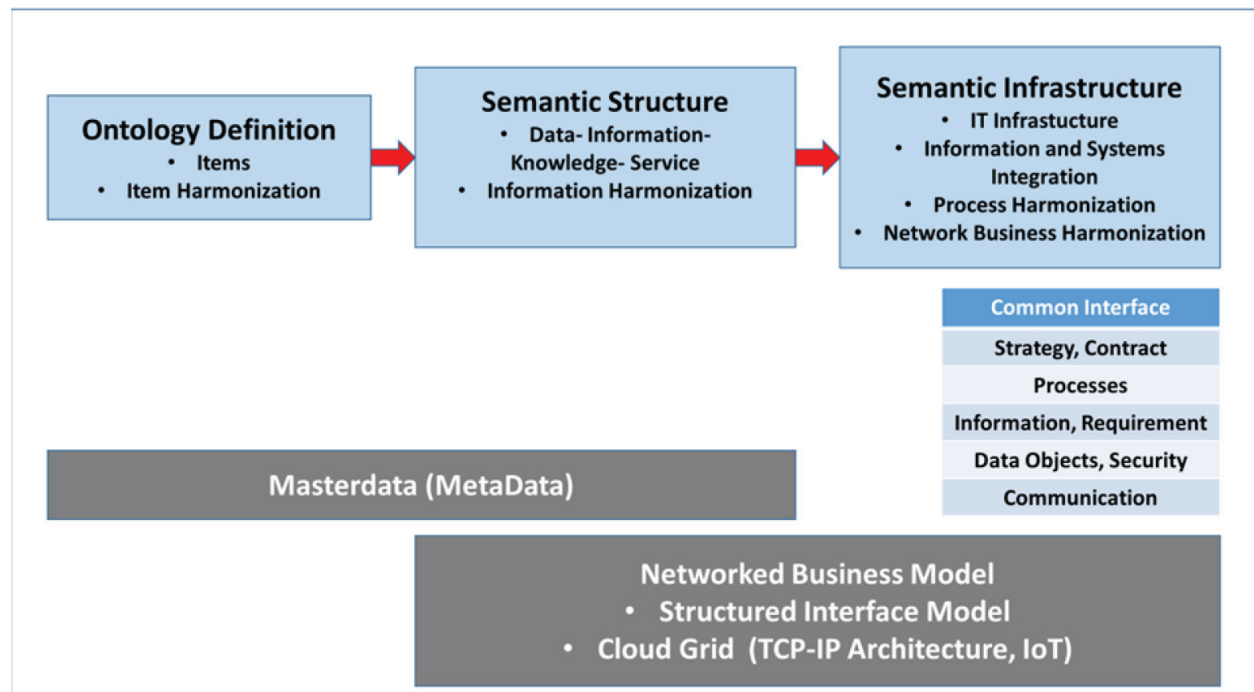 Ontology Definition
• Items
• Item Harmonization
Semantic Structure
• Data- Information-
Knowledge- Service
• Information Harmonization
Semantic Infrastructure
• IT Infrastucture
• Information and Systems
Integration
• Process Harmonization
• Network Business Harmonization
Common Interface
Strategy, Contract
Processes
Information, Requirement
Data Objects, Security
Communication
Masterdata (MetaData)
Networked Business Model
• Structured Interface Model
• Cloud Grid (TCP-IP Architecture, IoT)